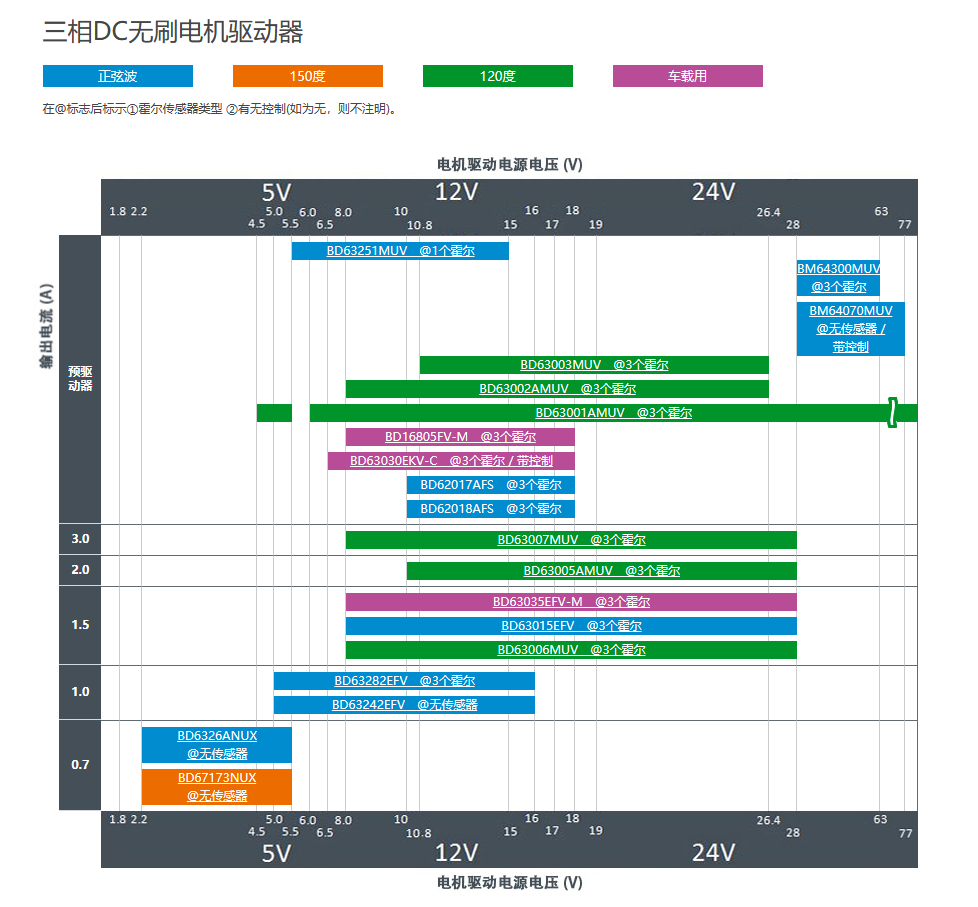 三相DC无刷电机驱动器
正弦波 150度 120度 车载用
在@标志后标示①霍尔传感器类型 ②有无控制(如为无，则不注明)。
电机驱动电源电压 (V)
5V 12V 24V
1.8 2.2 5.0 6.0 8.0 10 16 18 26.4 63
4.5 5.5 6.5 10.8 15 17 19 28 77
输出电流 (A)
预驱
动器
BD63251MUV @1个霍尔
BM64300MUV
@3个霍尔
BM64070MUV
@无传感器 /
带控制
BD63003MUV @3个霍尔
BD63002AMUV @3个霍尔
BD63001AMUV @3个霍尔
BD16805FV-M @3个霍尔
BD63030EKV-C @3个霍尔 / 带控制
BD62017AFS @3个霍尔
BD62018AFS @3个霍尔
3.0 BD63007MUV @3个霍尔
2.0 BD63005AMUV @3个霍尔
1.5
BD63035EFV-M @3个霍尔
BD63015EFV @3个霍尔
BD63006MUV @3个霍尔
1.0
BD63282EFV @3个霍尔
BD63242EFV @无传感器
0.7
BD6326ANUX
@无传感器
BD67173NUX
@无传感器
1.8 2.2 5.0 6.0 8.0 10 16 18 26.4 63
4.5 5.5 6.5 10.8 15 17 19 28 77
5V 12V 24V
电机驱动电源电压 (V)